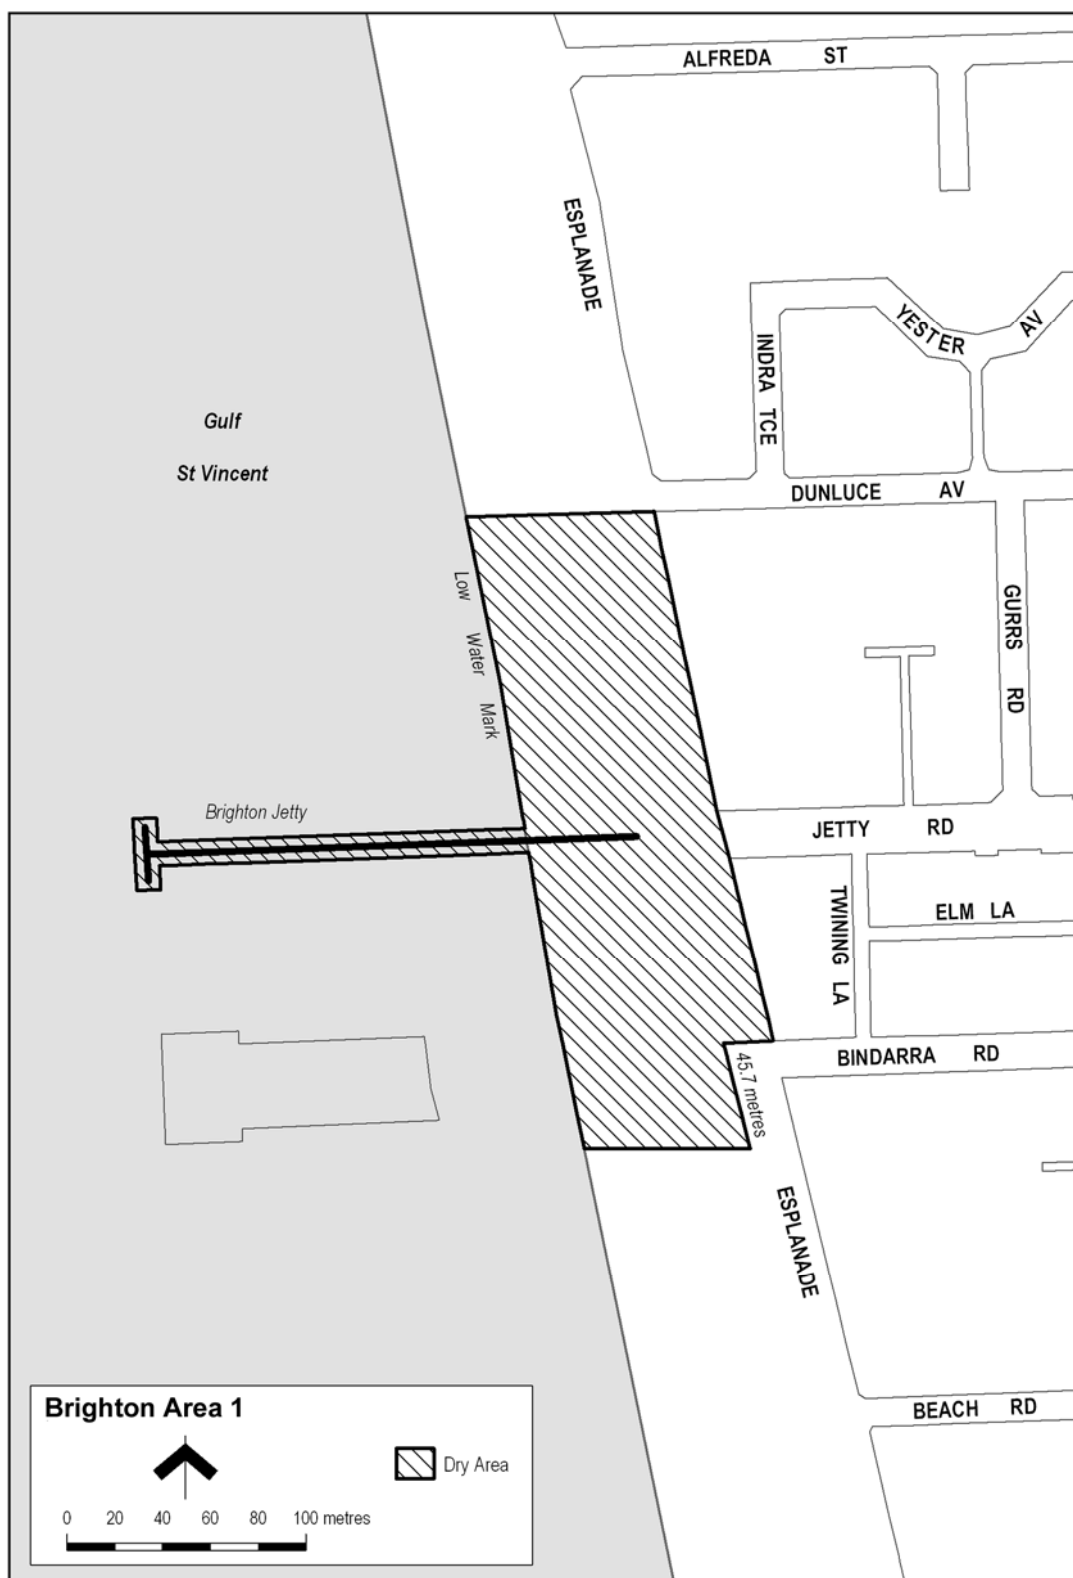 ALFREDA ST
ESPLANADE
INDRA TCE
YESTER AV
Gulf
St Vincent
DUNLUCE AV
Low Water Mark
GURRS RD
Brighton Jetty
JETTY RD
TWINING LA
ELM LA
BINDARRA RD
45.7 metres
ESPLANADE
BEACH RD
Brighton Area 1
Dry Area
0 20 40 60 80 100 metres